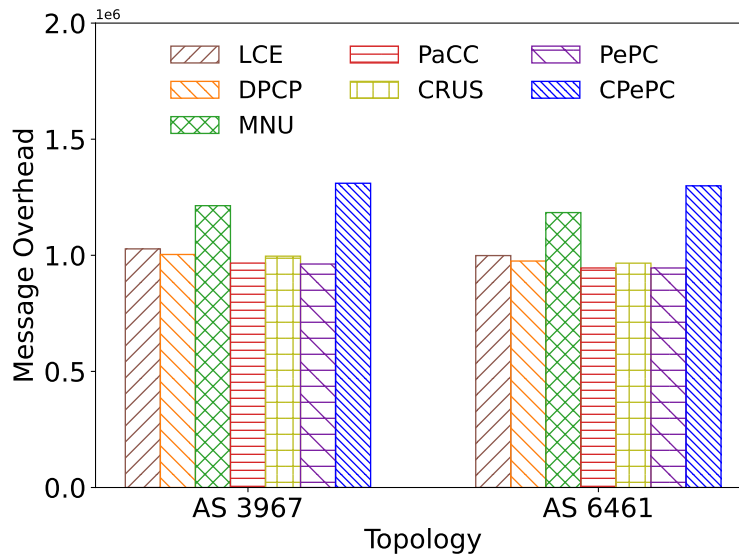 1e6
2.0
1.5
1.0
0.5
0.0
Message Overhead
LCE
DPCP
MNU
PaCC
CRUS
PePC
CPePC
AS 3967
AS 6461
Topology